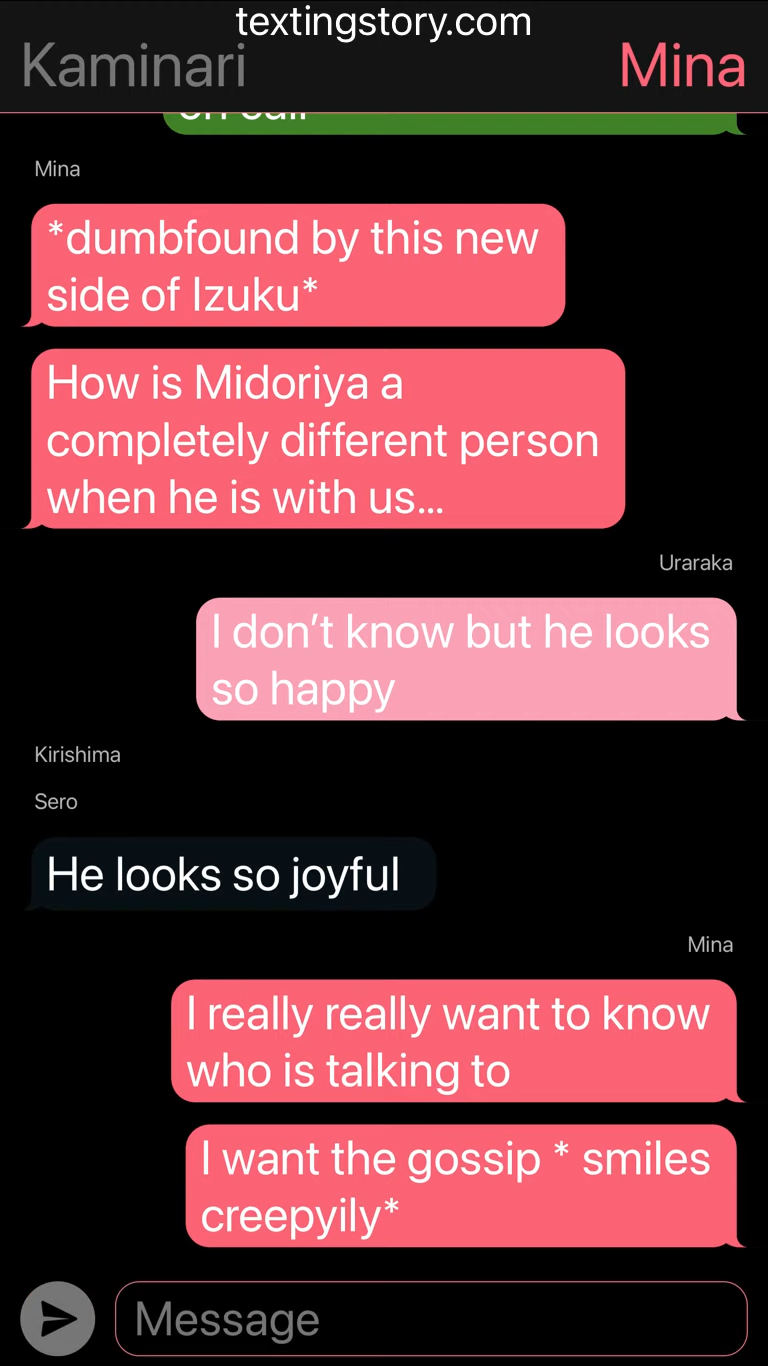 textingstory.com
Kaminari
Mina
on call
Mina
*dumbfound by this new
side of Izuku*
How is Midoriya a
completely different person
when he is with us...
Uraraka
I don’t know but he looks
so happy
Kirishima
Sero
He looks so joyful
Mina
I really really want to know
who is talking to
I want the gossip * smiles
creepyily*
Message